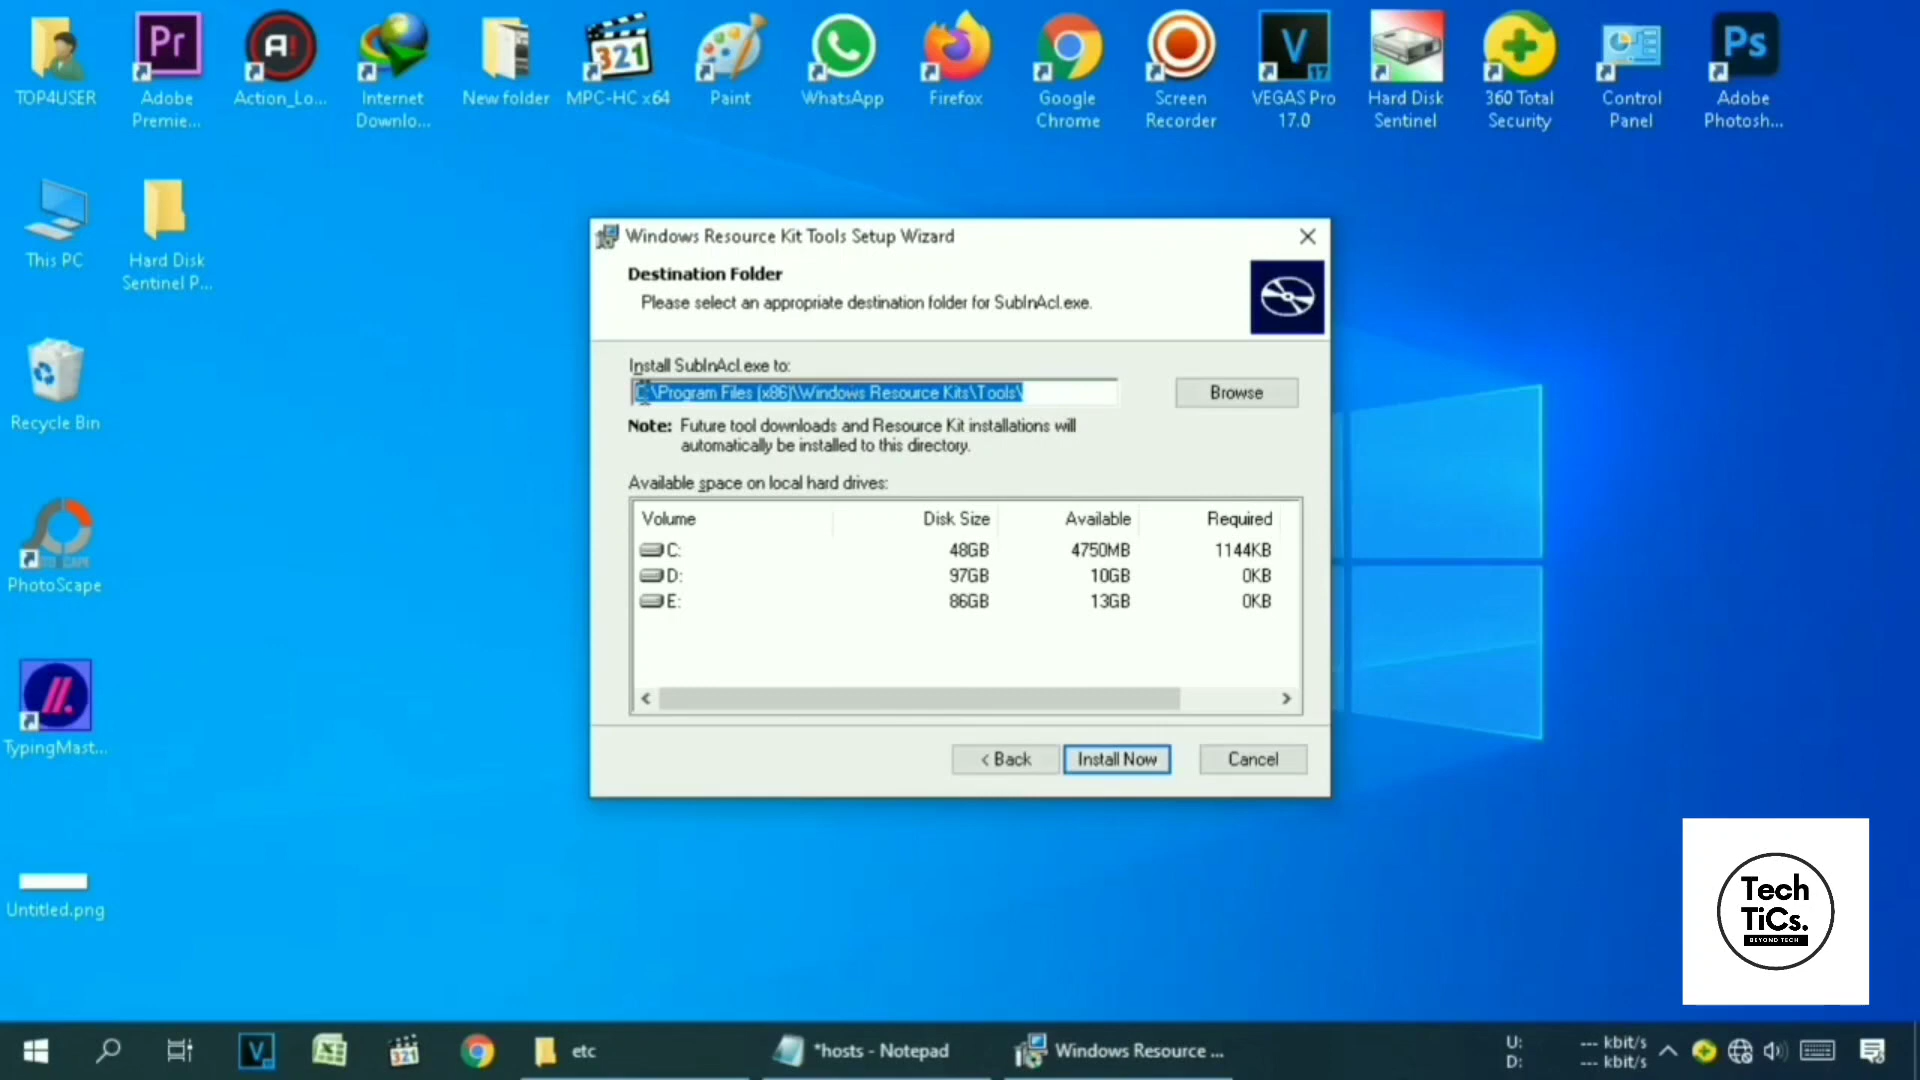 TOP4USER
Adobe
Premie...
Action_Lo...
Internet
Downlo...
New folder
MPC-HC x64
Paint
WhatsApp
Firefox
Google
Chrome
Screen
Recorder
VEGAS Pro
17.0
Hard Disk
Sentinel
360 Total
Security
Control
Panel
Adobe
Photosh...
Pr
A!
321
V
17
Ps
This PC
Hard Disk
Sentinel P...
Recycle Bin
PhotoScape
TypingMast...
Untitled.png
Windows Resource Kit Tools Setup Wizard
Destination Folder
Please select an appropriate destination folder for SubInAcl.exe.
Install SubInAcl.exe to:
C:\Program Files (x86)\Windows Resource Kits\Tools\
Browse
Note: Future tool downloads and Resource Kit installations will
automatically be installed to this directory.
Available space on local hard drives:
Volume Disk Size Available Required
C: 48GB 4750MB 1144KB
D: 97GB 10GB 0KB
E: 86GB 13GB 0KB
< Back
Install Now
Cancel
Tech
TiCs.
BEYOND TECH
V
321
etc
*hosts - Notepad
Windows Resource ...
U: --- kbit/s
D: --- kbit/s